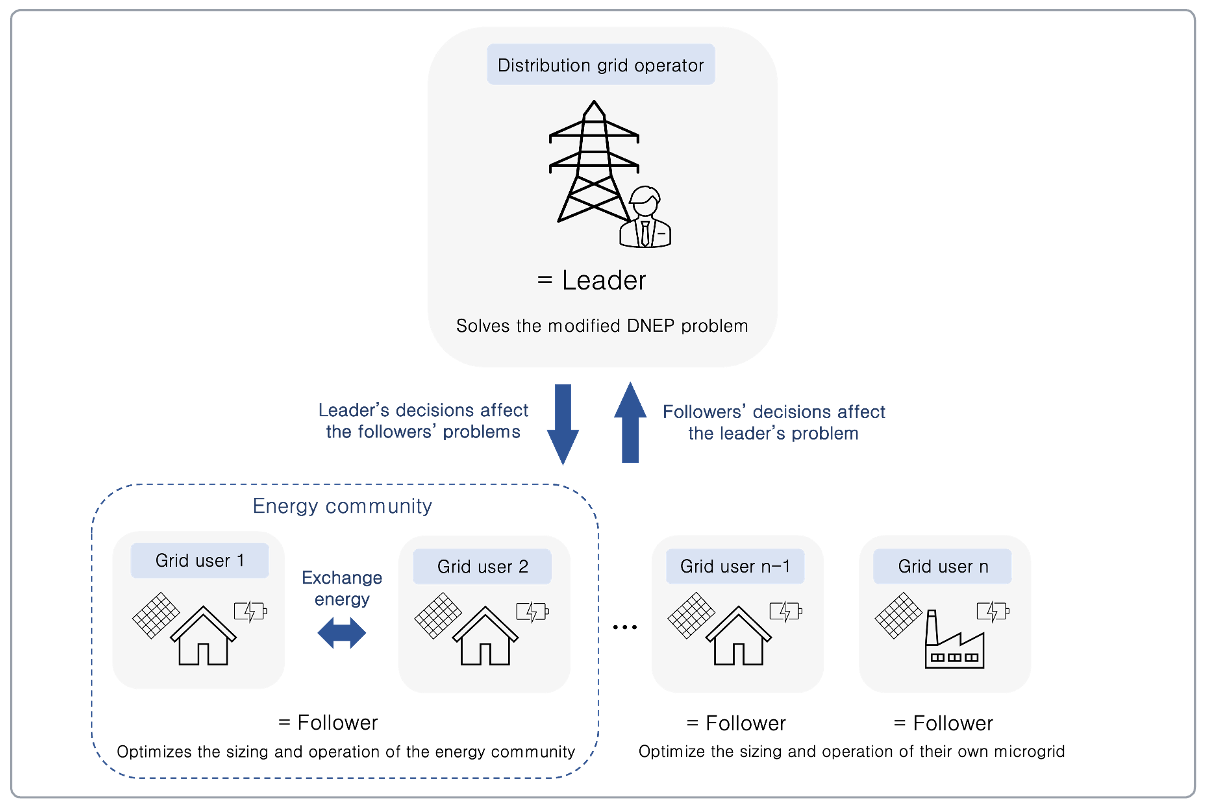 Distribution grid operator
= Leader
Solves the modified DNEP problem
Leader's decisions affect
the followers' problems
Followers' decisions affect
the leader's problem
Energy community
Grid user 1
Exchange
energy
Grid user 2
...
Grid user n-1
Grid user n
= Follower
Optimizes the sizing and operation of the energy community
= Follower
= Follower
Optimize the sizing and operation of their own microgrid